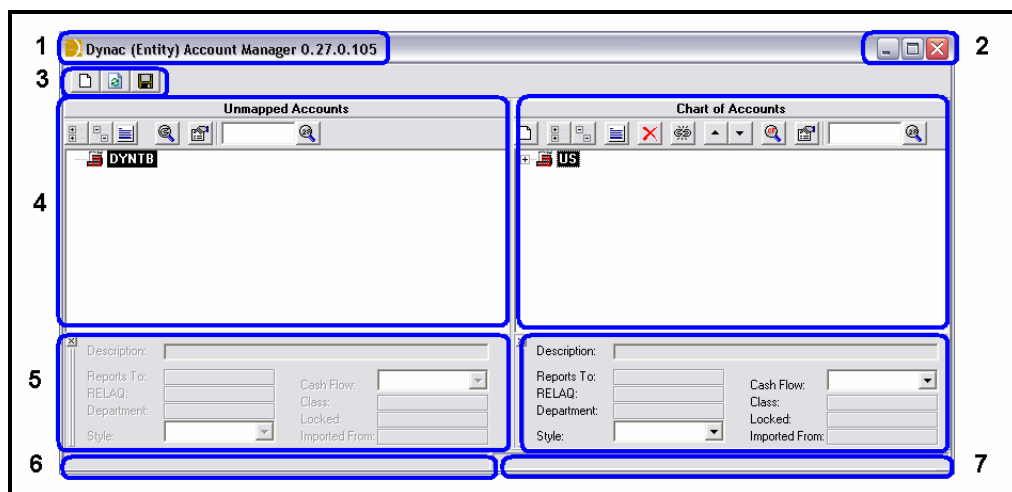 1 Dynac (Entity) Account Manager 0.27.0.105 2
3
Unmapped Accounts Chart of Accounts
DYNTB US
4
5
Description: Description:
Reports To: Cash Flow: Reports To: Cash Flow:
RELAQ: Class: RELAQ: Class:
Department: Locked: Department: Locked:
Style: Imported From: Style: Imported From:
6 7